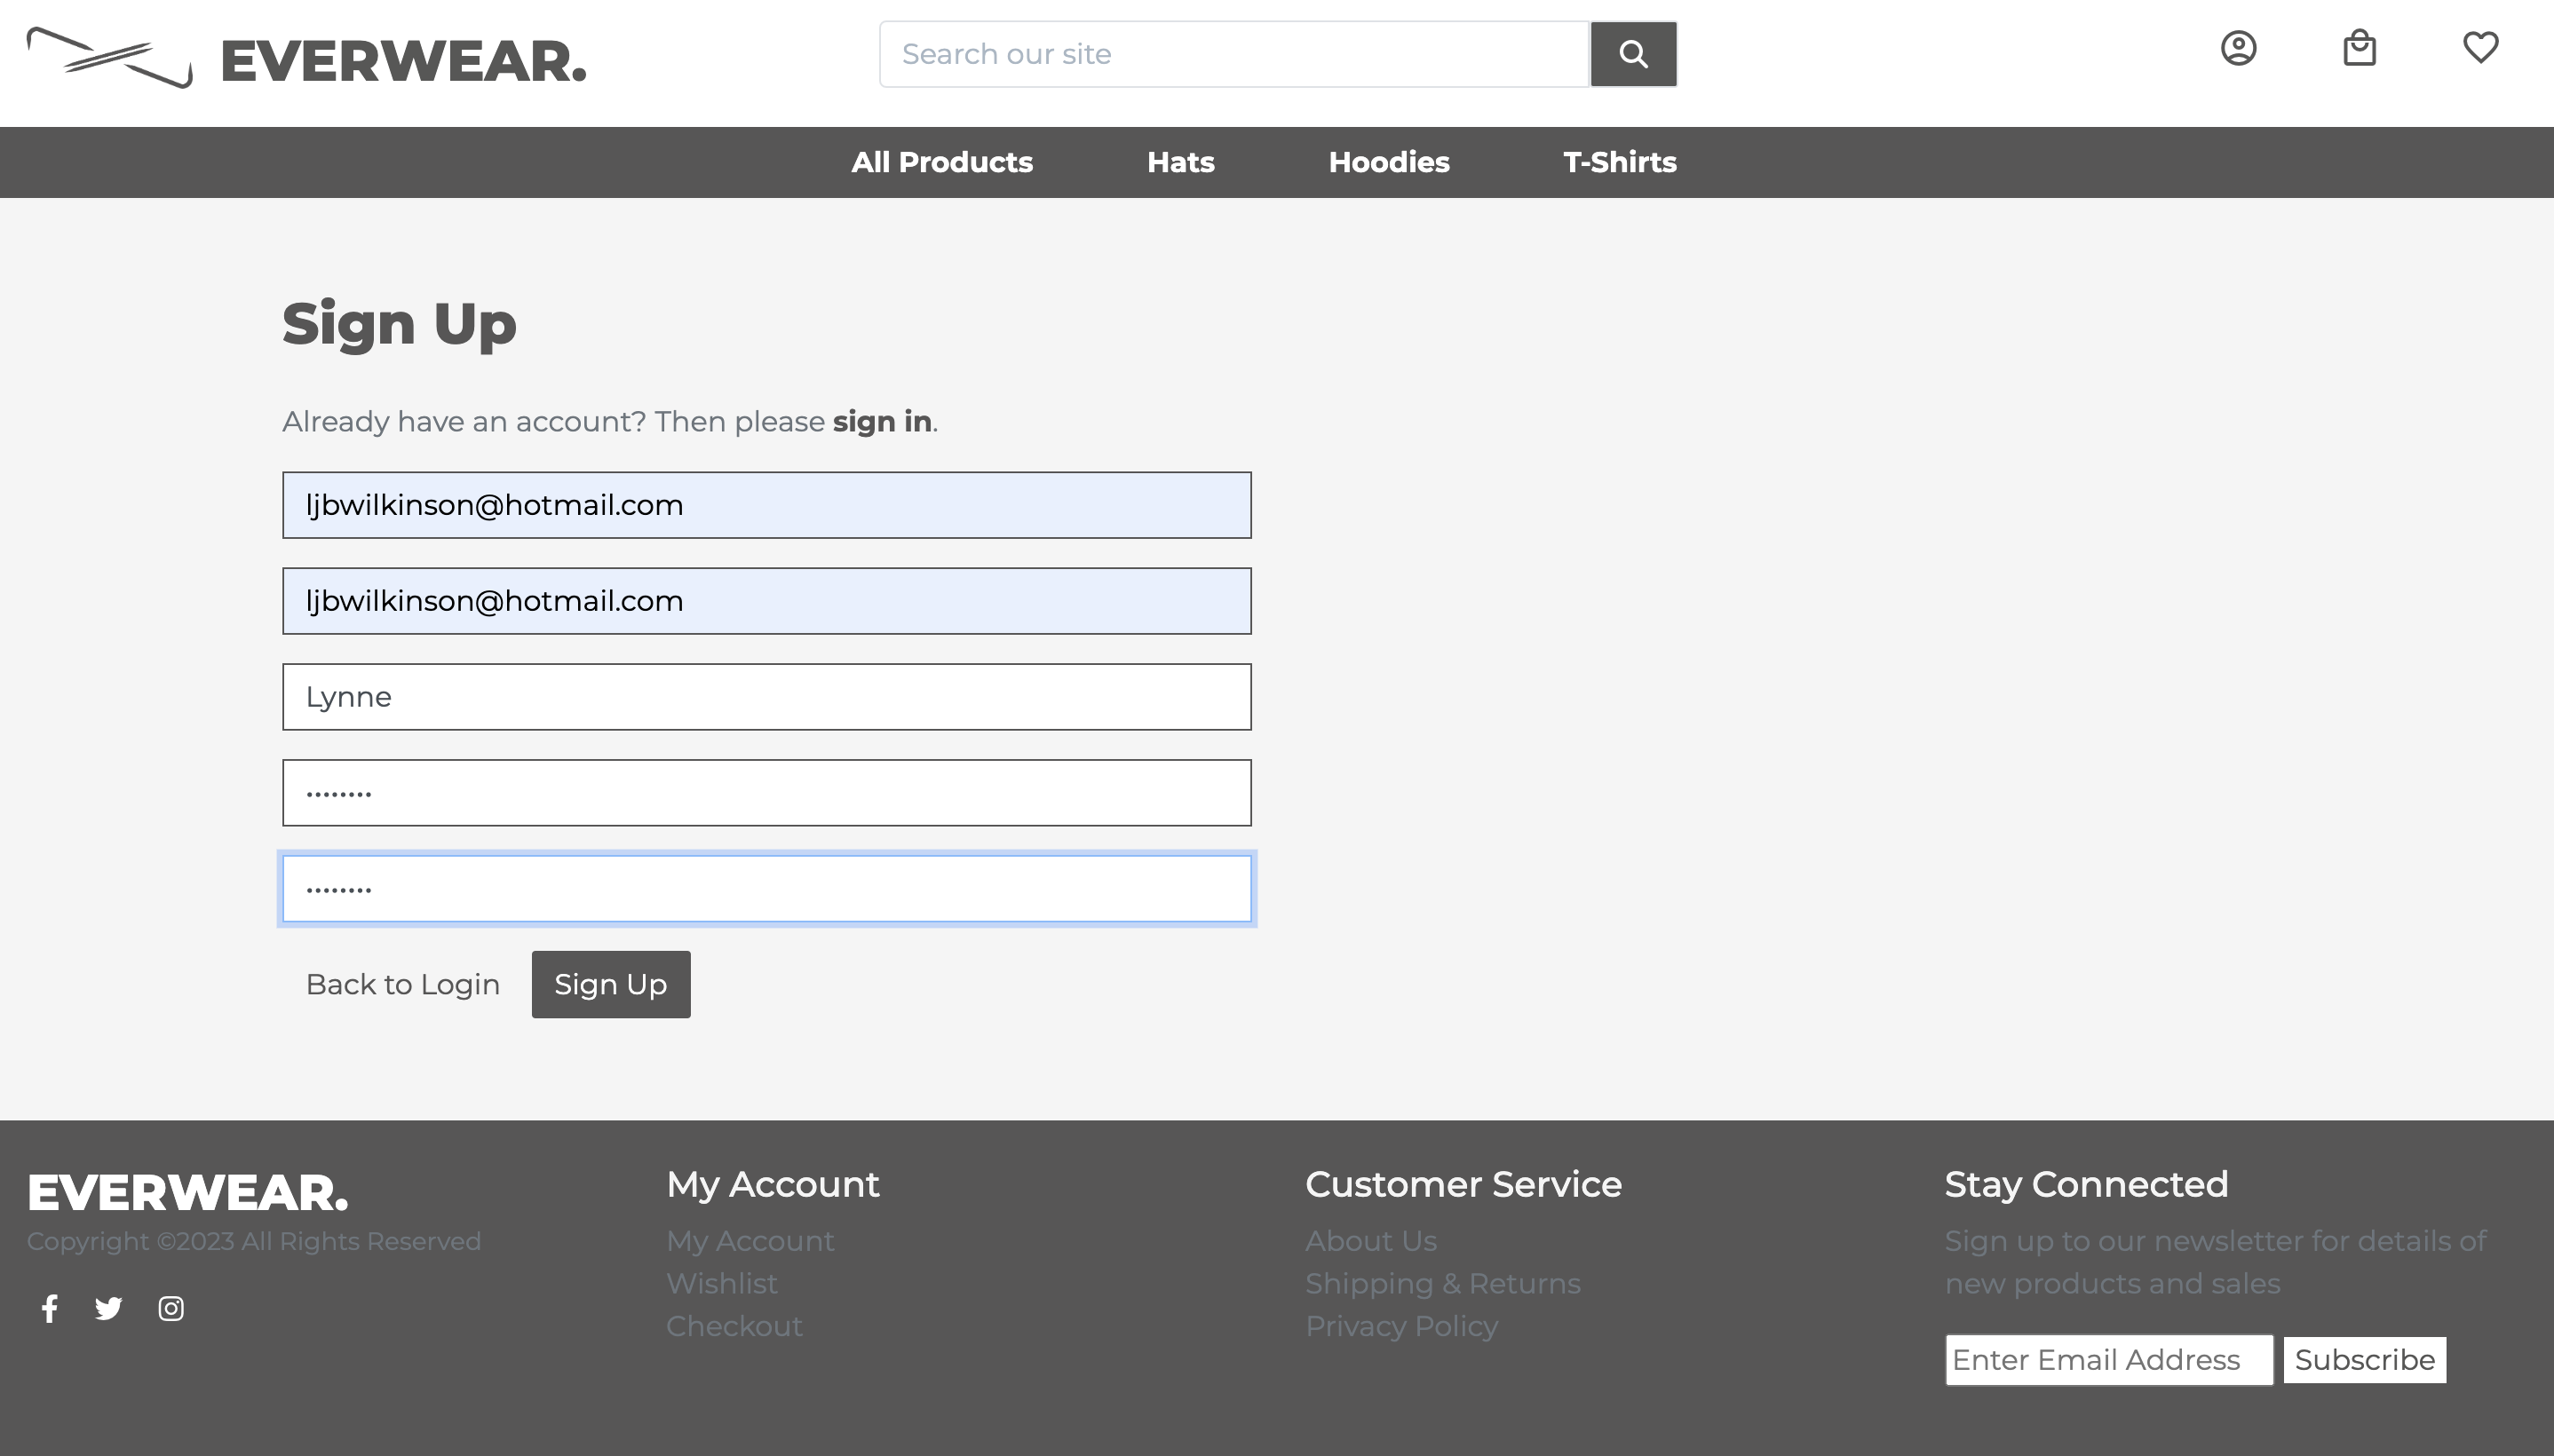 EVERWEAR.
Search our site
All Products
Hats
Hoodies
T-Shirts
Sign Up
Already have an account? Then please sign in.
ljbwilkinson@hotmail.com
ljbwilkinson@hotmail.com
Lynne
••••••••
••••••••
Back to Login
Sign Up
EVERWEAR.
Copyright ©2023 All Rights Reserved
My Account
My Account
Wishlist
Checkout
Customer Service
About Us
Shipping & Returns
Privacy Policy
Stay Connected
Sign up to our newsletter for details of
new products and sales
Enter Email Address
Subscribe